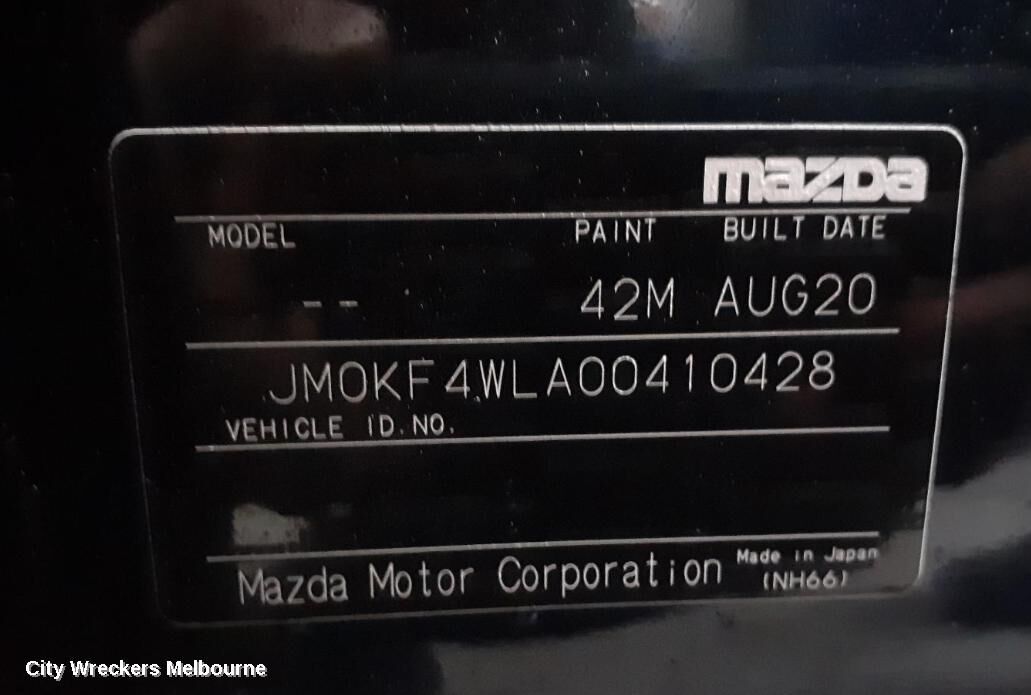 mazda
MODEL PAINT BUILT DATE
-- 42M AUG20
JM0KF4WLA00410428
VEHICLE ID.NO.
Mazda Motor Corporation Made in Japan
(NH66)
City Wreckers Melbourne